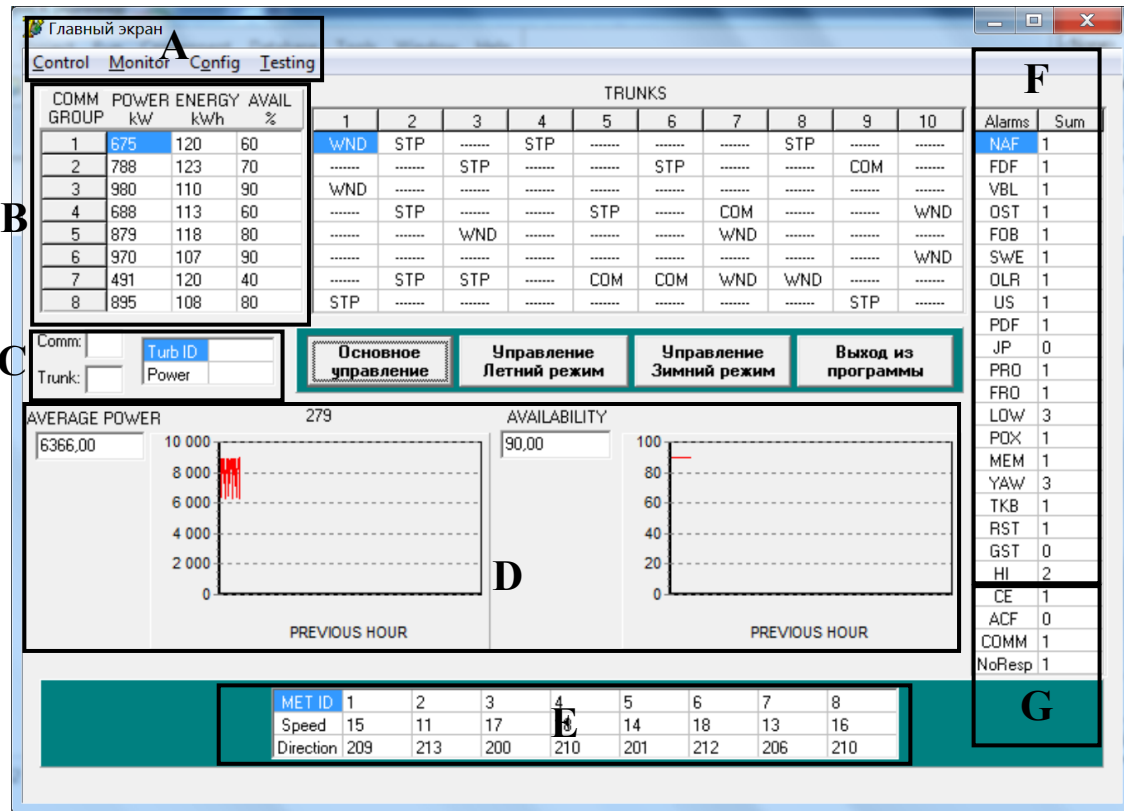 Главный экран
A
Control Monitor Config Testing
F
TRUNKS
COMM GROUP POWER kW ENERGY kWh AVAIL %
1 2 3 4 5 6 7 8 9 10
Alarms Sum
1 675 120 60 WND STP ------- STP ------- ------- ------- STP ------- -------
NAF 1
2 788 123 70 ------- ------- STP ------- ------- STP ------- ------- COM -------
FDF 1
3 980 110 90 WND ------- ------- ------- ------- ------- ------- ------- ------- -------
VBL 1
B
4 688 113 60 ------- STP ------- ------- STP ------- COM ------- ------- WND
OST 1
5 879 118 80 ------- ------- WND ------- ------- ------- WND ------- ------- -------
FOB 1
6 970 107 90 ------- ------- ------- ------- ------- ------- ------- ------- ------- WND
SWE 1
7 491 120 40 ------- STP STP ------- COM COM WND WND ------- -------
OLR 1
8 895 108 80 STP ------- ------- ------- ------- ------- ------- ------- STP -------
US 1
PDF 1
JP 0
PRO 1
FRO 1
LOW 3
POX 1
MEM 1
YAW 3
TKB 1
RST 1
GST 0
HI 2
CE 1
ACF 0
COMM 1
NoResp 1
G
C
Comm:
Trunk:
Turb ID
Power
Основное управление
Управление Летний режим
Управление Зимний режим
Выход из программы
AVERAGE POWER
279
6366,00
10 000
8 000
6 000
4 000
2 000
0
PREVIOUS HOUR
D
AVAILABILITY
90,00
100
80
60
40
20
0
PREVIOUS HOUR
MET ID 1 2 3 4 5 6 7 8
E
Speed 15 11 17 14 18 13 16
Direction 209 213 200 210 201 212 206 210